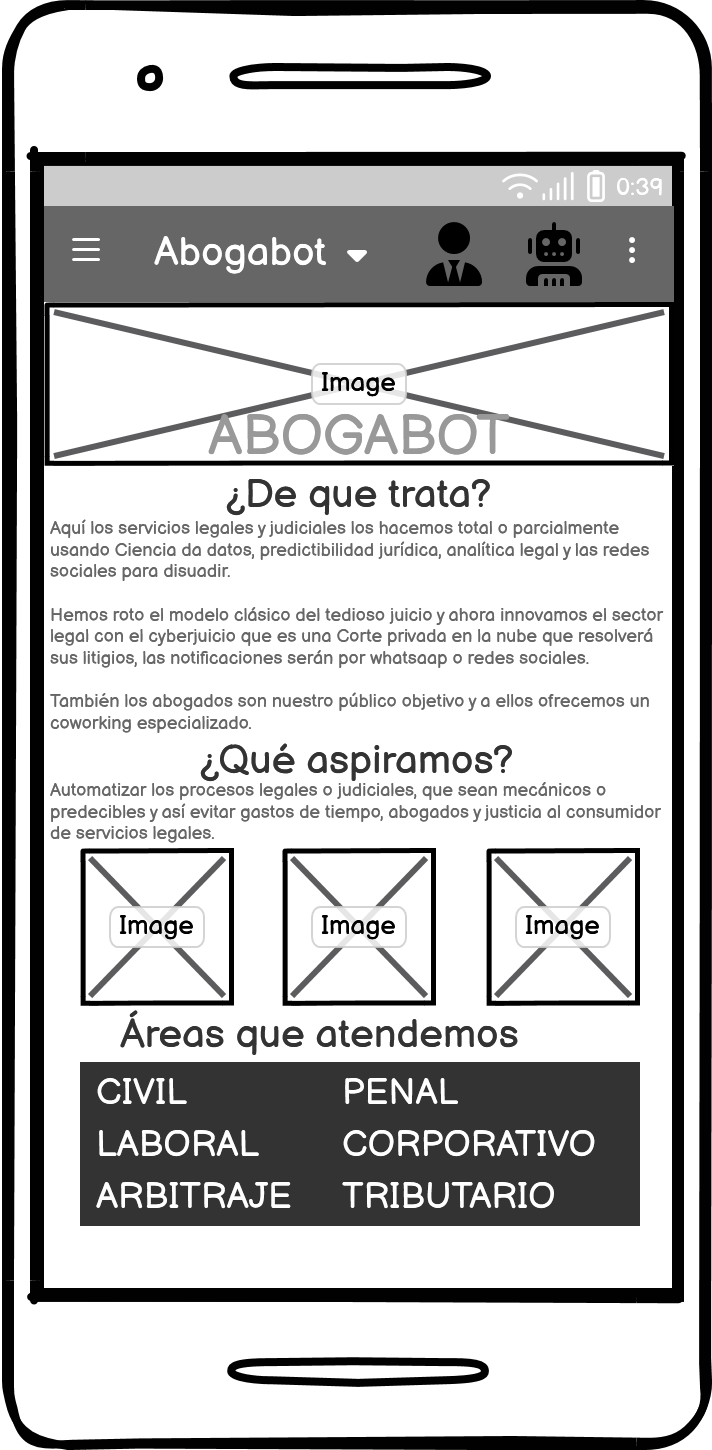 0:39
Abogabot
Image
ABOGABOT
¿De que trata?
Aquí los servicios legales y judiciales los hacemos total o parcialmente
usando Ciencia da datos, predictibilidad jurídica, analítica legal y las redes
sociales para disuadir.
Hemos roto el modelo clásico del tedioso juicio y ahora innovamos el sector
legal con el cyberjuicio que es una Corte privada en la nube que resolverá
sus litigios, las notificaciones serán por whatsaap o redes sociales.
También los abogados son nuestro público objetivo y a ellos ofrecemos un
coworking especializado.
¿Qué aspiramos?
Automatizar los procesos legales o judiciales, que sean mecánicos o
predecibles y así evitar gastos de tiempo, abogados y justicia al consumidor
de servicios legales.
Image Image Image
Áreas que atendemos
CIVIL PENAL
LABORAL CORPORATIVO
ARBITRAJE TRIBUTARIO